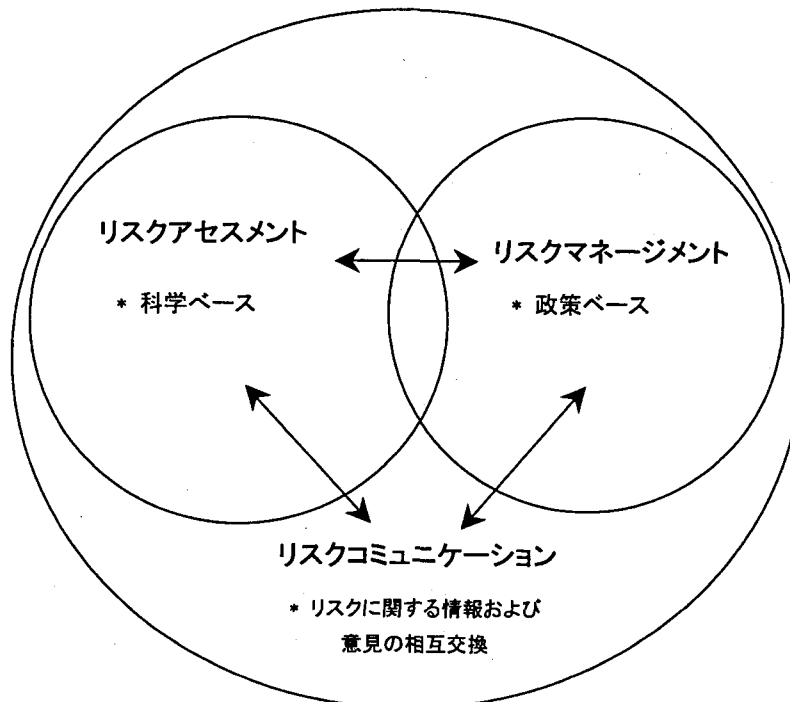 リスクアセスメント
* 科学ベース
リスクマネージメント
* 政策ベース
リスクコミュニケーション
* リスクに関する情報および
意見の相互交換